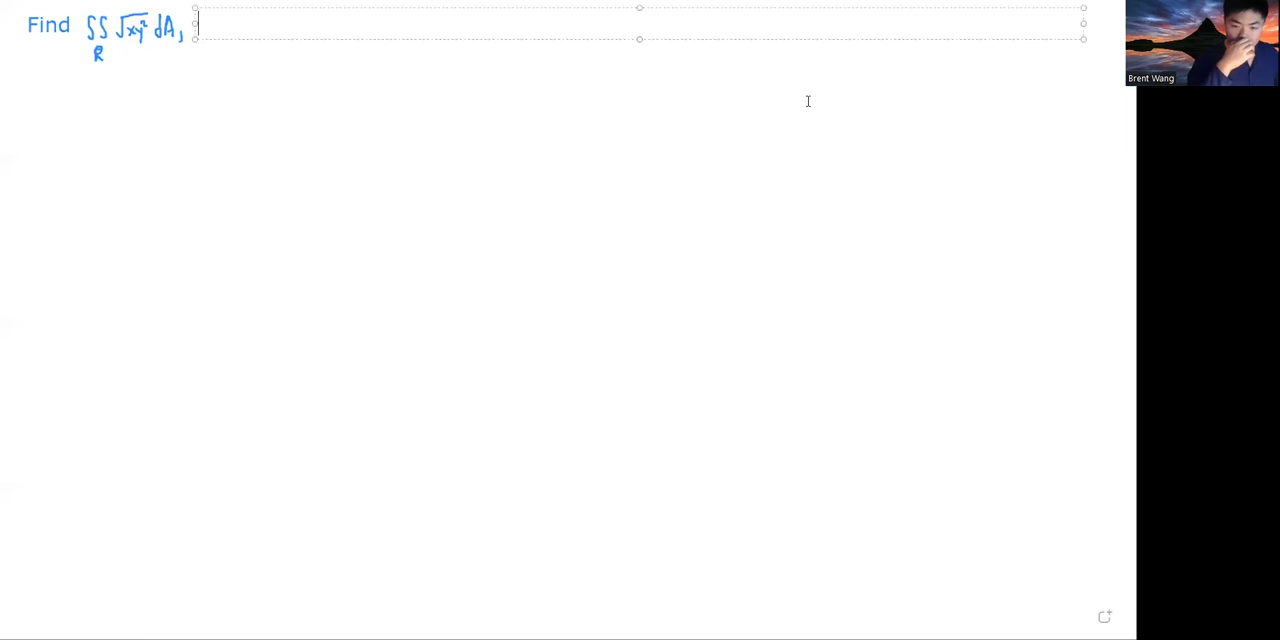 Find ∬ √xy² dA,
R
Brent Wang